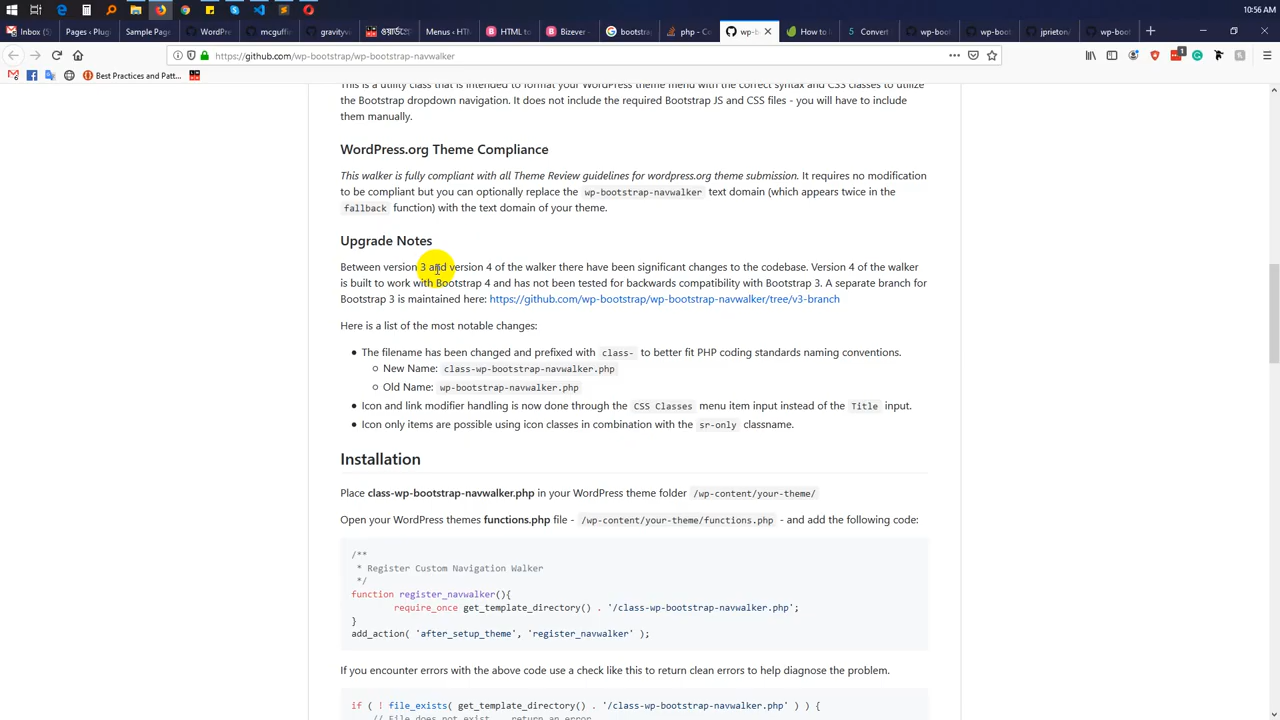 10:56 AM
Inbox (5)
Pages ‹ Plugi
Sample Page
WordPre
mcguffin
gravityv
Menus - HTM
HTML to
Bizever -
bootstra
php - Co
wp-b
How to
Convert
wp-boot
wp-boot
jprieton/
wp-boot
https://github.com/wp-bootstrap/wp-bootstrap-navwalker
1
Best Practices and Patt...
This is a utility class that is intended to format your WordPress theme menu with the correct syntax and CSS classes to utilize
the Bootstrap dropdown navigation. It does not include the required Bootstrap JS and CSS files - you will have to include
them manually.
WordPress.org Theme Compliance
This walker is fully compliant with all Theme Review guidelines for wordpress.org theme submission. It requires no modification
to be compliant but you can optionally replace the wp-bootstrap-navwalker text domain (which appears twice in the
fallback function) with the text domain of your theme.
Upgrade Notes
Between version 3 and version 4 of the walker there have been significant changes to the codebase. Version 4 of the walker
is built to work with Bootstrap 4 and has not been tested for backwards compatibility with Bootstrap 3. A separate branch for
Bootstrap 3 is maintained here: https://github.com/wp-bootstrap/wp-bootstrap-navwalker/tree/v3-branch
Here is a list of the most notable changes:
The filename has been changed and prefixed with class- to better fit PHP coding standards naming conventions.
New Name: class-wp-bootstrap-navwalker.php
Old Name: wp-bootstrap-navwalker.php
Icon and link modifier handling is now done through the CSS Classes menu item input instead of the Title input.
Icon only items are possible using icon classes in combination with the sr-only classname.
Installation
Place class-wp-bootstrap-navwalker.php in your WordPress theme folder /wp-content/your-theme/
Open your WordPress themes functions.php file - /wp-content/your-theme/functions.php - and add the following code:
/**
* Register Custom Navigation Walker
*/
function register_navwalker(){
require_once get_template_directory() . '/class-wp-bootstrap-navwalker.php';
}
add_action( 'after_setup_theme', 'register_navwalker' );
If you encounter errors with the above code use a check like this to return clean errors to help diagnose the problem.
if ( ! file_exists( get_template_directory() . '/class-wp-bootstrap-navwalker.php' ) ) {
// File does not exist... return an error.